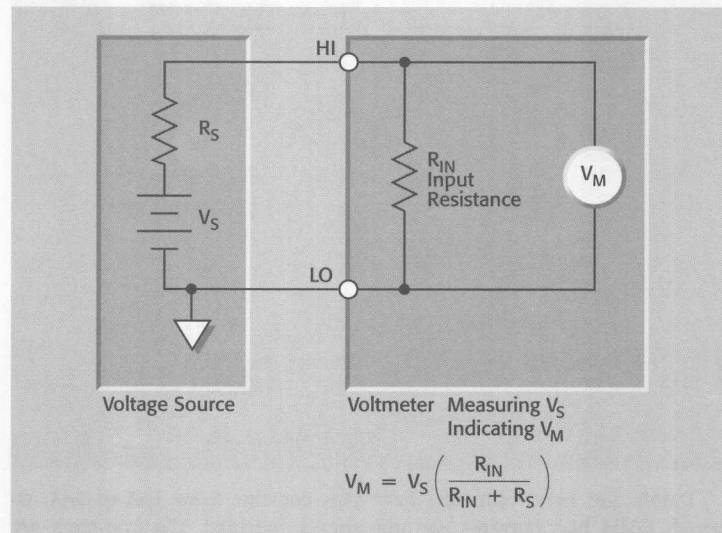 HI
R_S
R_IN
Input
Resistance
V_M
V_S
LO
Voltage Source
Voltmeter Measuring V_S
Indicating V_M
V_M = V_S ( R_IN / R_IN + R_S )